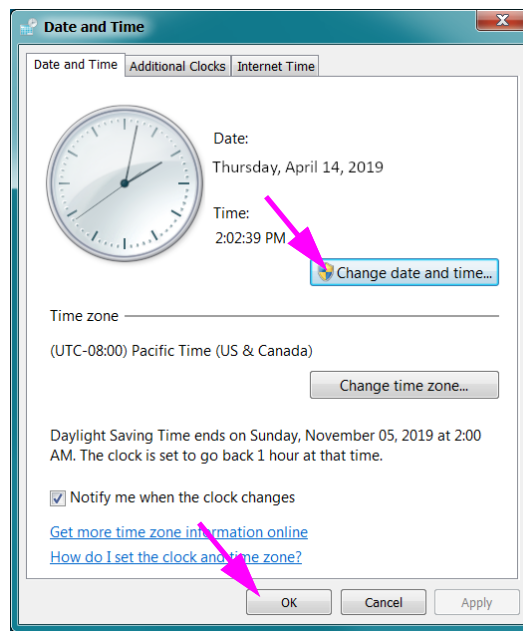 Date and Time
Date and Time Additional Clocks Internet Time
Date:
Thursday, April 14, 2019
Time:
2:02:39 PM
Change date and time...
Time zone
(UTC-08:00) Pacific Time (US & Canada)
Change time zone...
Daylight Saving Time ends on Sunday, November 05, 2019 at 2:00
AM. The clock is set to go back 1 hour at that time.
Notify me when the clock changes
Get more time zone information online
How do I set the clock and time zone?
OK Cancel Apply